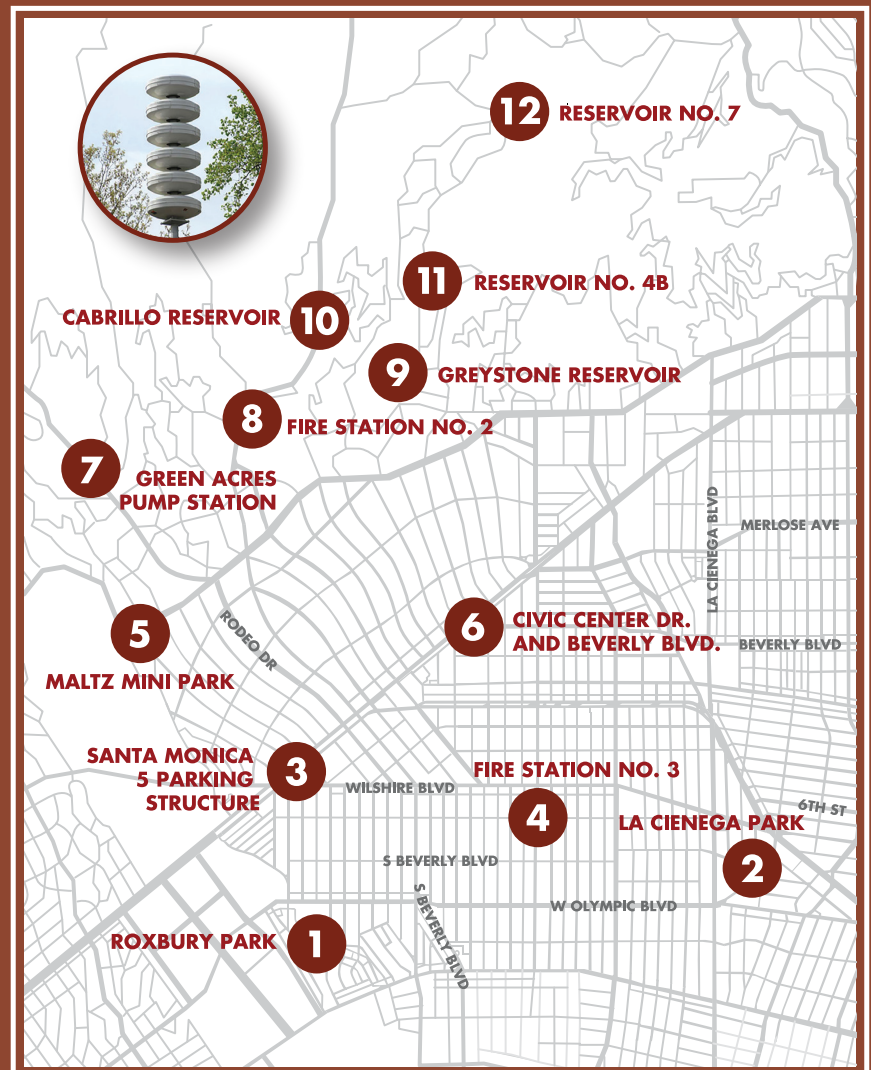 12 RESERVOIR NO. 7
11 RESERVOIR NO. 4B
CABRILLO RESERVOIR 10
9 GREYSTONE RESERVOIR
8 FIRE STATION NO. 2
7 GREEN ACRES
PUMP STATION
LA CIENEGA BLVD
MERLOSE AVE
5
MALTZ MINI PARK
RODEO DR
6 CIVIC CENTER DR.
AND BEVERLY BLVD.
BEVERLY BLVD
SANTA MONICA
5 PARKING
STRUCTURE
3
WILSHIRE BLVD
FIRE STATION NO. 3
4
6TH ST
LA CIENEGA PARK
2
S BEVERLY BLVD
S BEVERLY BLVD
W OLYMPIC BLVD
ROXBURY PARK 1